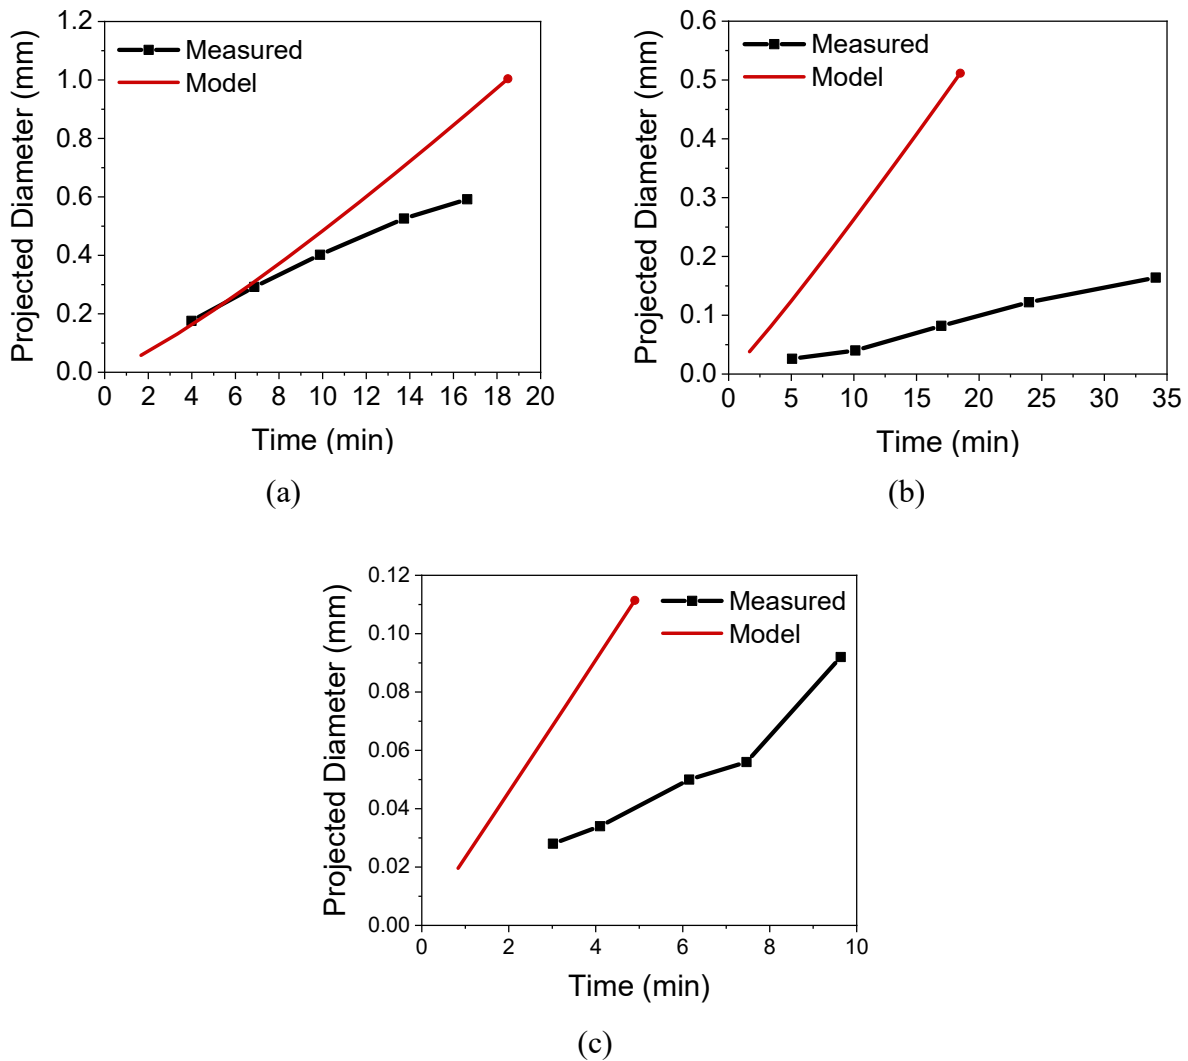 1.2
1.0
0.8
0.6
0.4
0.2
0.0
Projected Diameter (mm)
Measured
Model
0 2 4 6 8 10 12 14 16 18 20
Time (min)
(a)
0.6
0.5
0.4
0.3
0.2
0.1
0.0
Projected Diameter (mm)
Measured
Model
0 5 10 15 20 25 30 35
Time (min)
(b)
0.12
0.10
0.08
0.06
0.04
0.02
0.00
Projected Diameter (mm)
Measured
Model
0 2 4 6 8 10
Time (min)
(c)